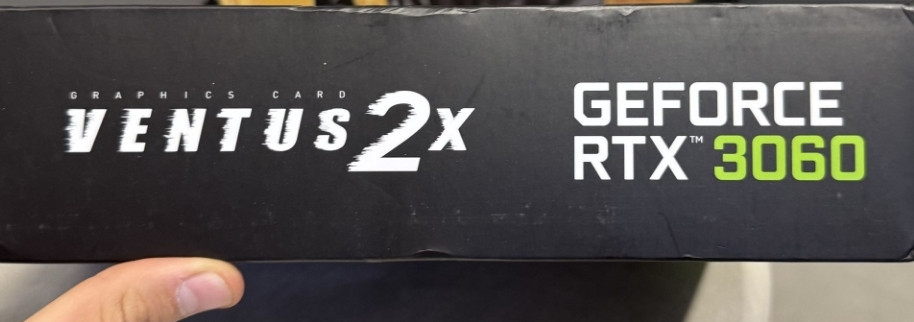 GRAPHICS CARD
VENTUS 2X
GEFORCE
RTX™ 3060